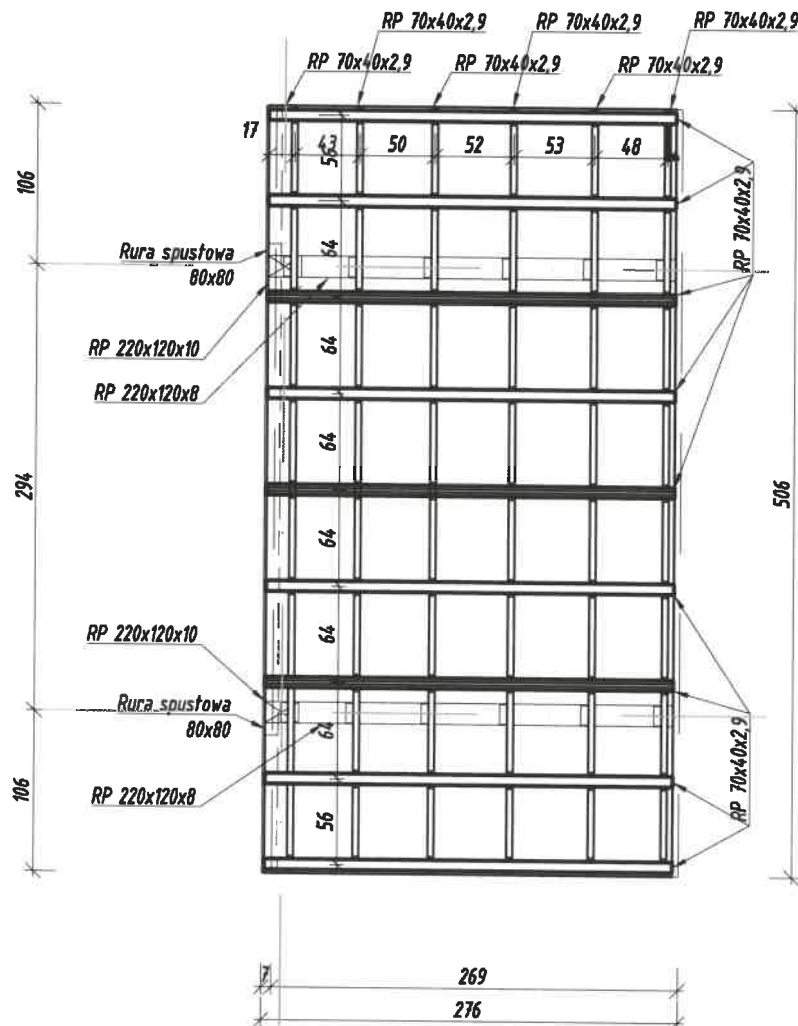 RP 70x40x2,9
RP 70x40x2,9
RP 70x40x2,9
RP 70x40x2,9
RP 70x40x2,9
RP 70x40x2,9
17
43
50
52
53
48
56
106
RP 70x40x2,9
Rura spustowa
80x80
64
RP 220x120x10
64
RP 220x120x8
64
294
506
64
RP 220x120x10
64
Rura spustowa
80x80
64
RP 70x40x2,9
RP 220x120x8
106
56
7
269
276